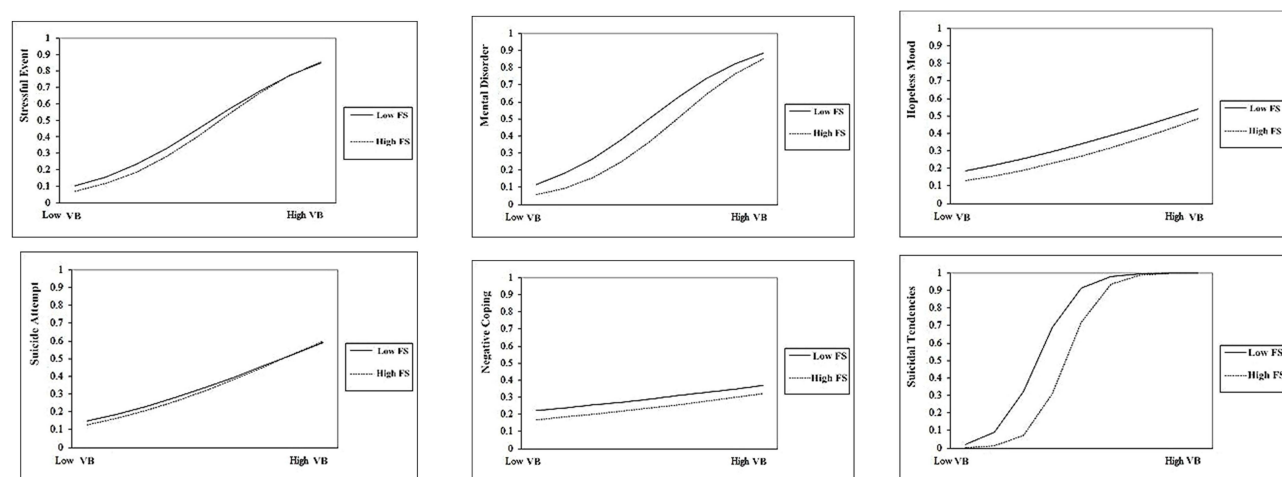 Stressful Event
1
0.9
0.8
0.7
0.6
0.5
0.4
0.3
0.2
0.1
0
Low VB High VB
Low FS
High FS
Mental Disorder
1
0.9
0.8
0.7
0.6
0.5
0.4
0.3
0.2
0.1
0
Low VB High VB
Low FS
High FS
Hopeless Mood
1
0.9
0.8
0.7
0.6
0.5
0.4
0.3
0.2
0.1
0
Low VB High VB
Low FS
High FS
Suicide Attempt
1
0.9
0.8
0.7
0.6
0.5
0.4
0.3
0.2
0.1
0
Low VB High VB
Low FS
High FS
Negative Coping
1
0.9
0.8
0.7
0.6
0.5
0.4
0.3
0.2
0.1
0
Low VB High VB
Low FS
High FS
Suicidal Tendencies
1
0.9
0.8
0.7
0.6
0.5
0.4
0.3
0.2
0.1
0
Low VB High VB
Low FS
High FS